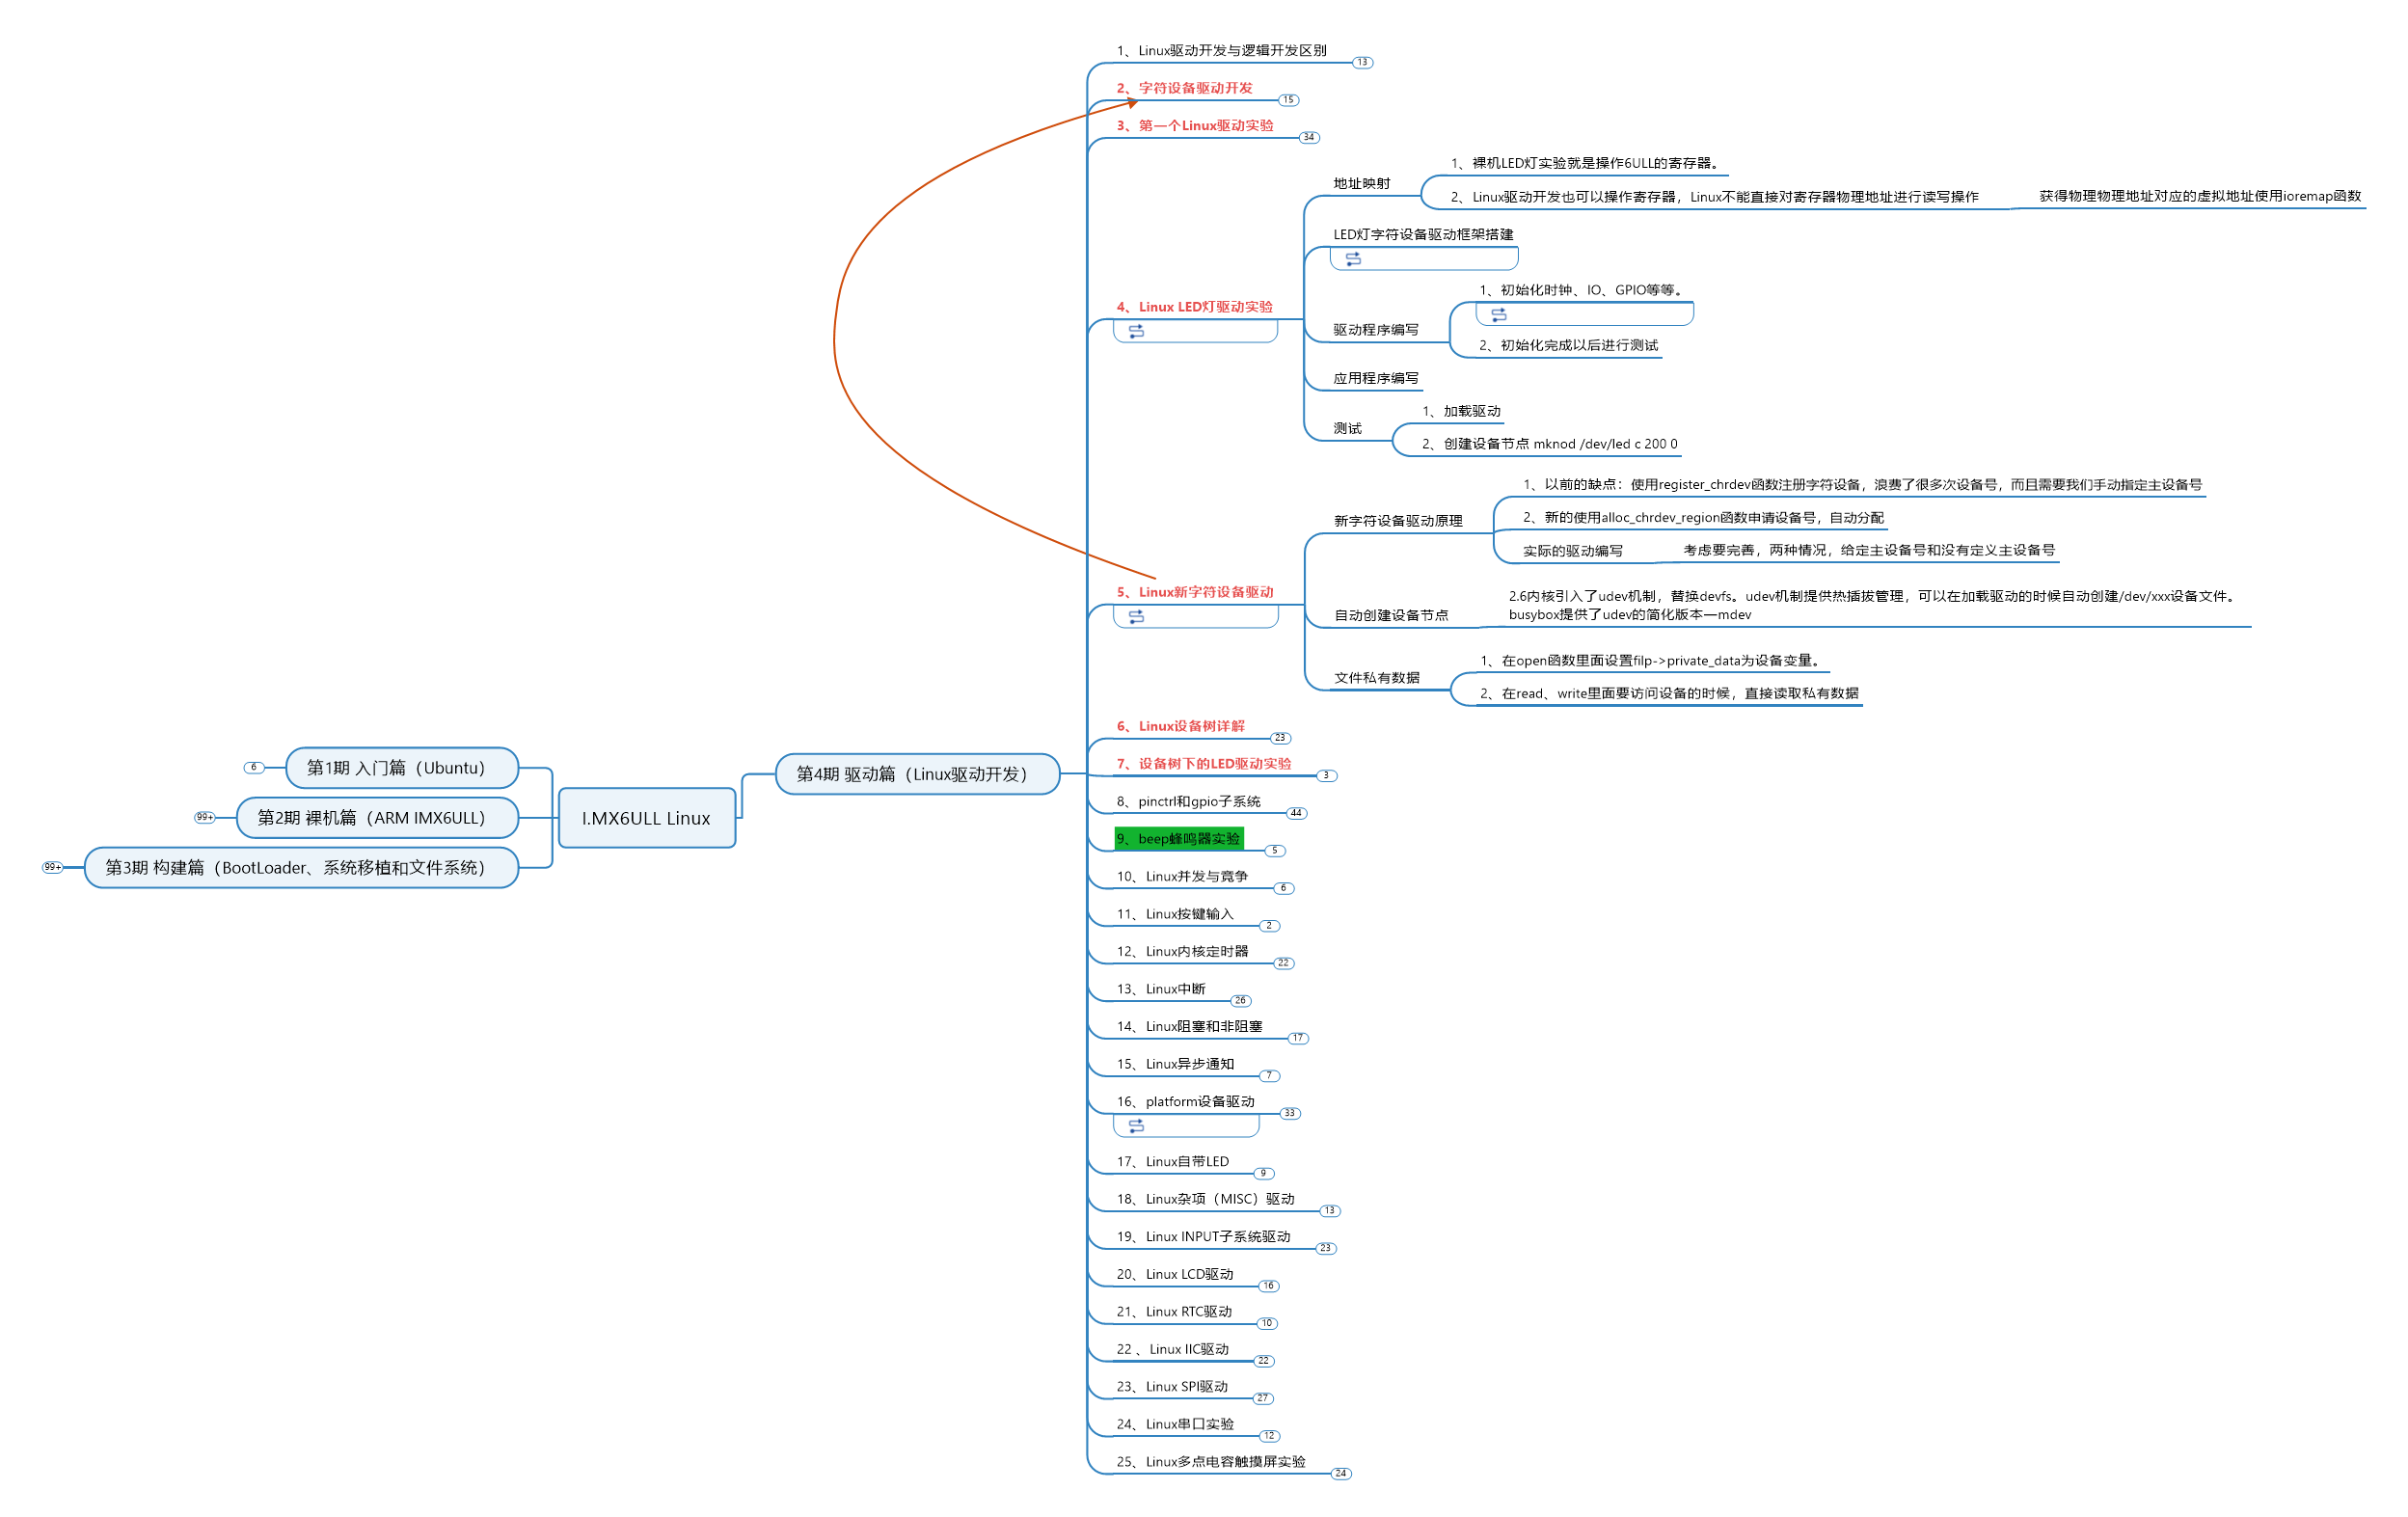 I.MX6ULL Linux
第1期 入门篇（Ubuntu）
6
第2期 裸机篇（ARM IMX6ULL）
99+
第3期 构建篇（BootLoader、系统移植和文件系统）
99+
第4期 驱动篇（Linux驱动开发）
1、Linux驱动开发与逻辑开发区别
13
2、字符设备驱动开发
15
3、第一个Linux驱动实验
34
4、Linux LED灯驱动实验
地址映射
1、裸机LED灯实验就是操作6ULL的寄存器。
2、Linux驱动开发也可以操作寄存器，Linux不能直接对寄存器物理地址进行读写操作
获得物理物理地址对应的虚拟地址使用ioremap函数
LED灯字符设备驱动框架搭建
驱动程序编写
1、初始化时钟、IO、GPIO等等。
2、初始化完成以后进行测试
应用程序编写
测试
1、加载驱动
2、创建设备节点 mknod /dev/led c 200 0
5、Linux新字符设备驱动
新字符设备驱动原理
1、以前的缺点：使用register_chrdev函数注册字符设备，浪费了很多次设备号，而且需要我们手动指定主设备号
2、新的使用alloc_chrdev_region函数申请设备号，自动分配
实际的驱动编写
考虑要完善，两种情况，给定主设备号和没有定义主设备号
自动创建设备节点
2.6内核引入了udev机制，替换devfs。udev机制提供热插拔管理，可以在加载驱动的时候自动创建/dev/xxx设备文件。
busybox提供了udev的简化版本—mdev
文件私有数据
1、在open函数里面设置filp->private_data为设备变量。
2、在read、write里面要访问设备的时候，直接读取私有数据
6、Linux设备树详解
23
7、设备树下的LED驱动实验
3
8、pinctrl和gpio子系统
44
9、beep蜂鸣器实验
5
10、Linux并发与竞争
6
11、Linux按键输入
2
12、Linux内核定时器
22
13、Linux中断
26
14、Linux阻塞和非阻塞
17
15、Linux异步通知
7
16、platform设备驱动
33
17、Linux自带LED
9
18、Linux杂项（MISC）驱动
13
19、Linux INPUT子系统驱动
23
20、Linux LCD驱动
16
21、Linux RTC驱动
10
22 、Linux IIC驱动
22
23、Linux SPI驱动
27
24、Linux串口实验
12
25、Linux多点电容触摸屏实验
24